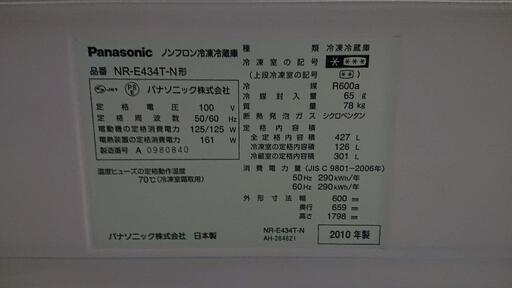 Panasonic ノンフロン冷凍冷蔵庫
品番 NR-E434T-N形
JET PS E パナソニック株式会社
定格電圧 100 V
定格周波数 50/60 Hz
電動機の定格消費電力 125/125 W
電熱装置の定格消費電力 161 W
製造番号 A 0980840
温度ヒューズの定格動作温度
70℃(冷凍室霜取用)
パナソニック株式会社 日本製
種類 冷凍冷蔵庫
冷凍室の記号 ＊＊＊＊
(上段冷凍室の記号 ＊＊ )
冷媒 R600a
冷媒封入量 65 g
質量 78 kg
断熱発泡ガス シクロペンタン
定格内容積
全定格内容積 427 L
冷凍室の定格内容積 126 L
冷蔵室の定格内容積 301 L
消費電力量(JIS C 9801-2006年)
50 Hz 290 kWh/年
60 Hz 290 kWh/年
外形寸法 幅 600 mm
奥行 659 mm
高さ 1798 mm
NR-E434T-N
AH-264621
2010 年製